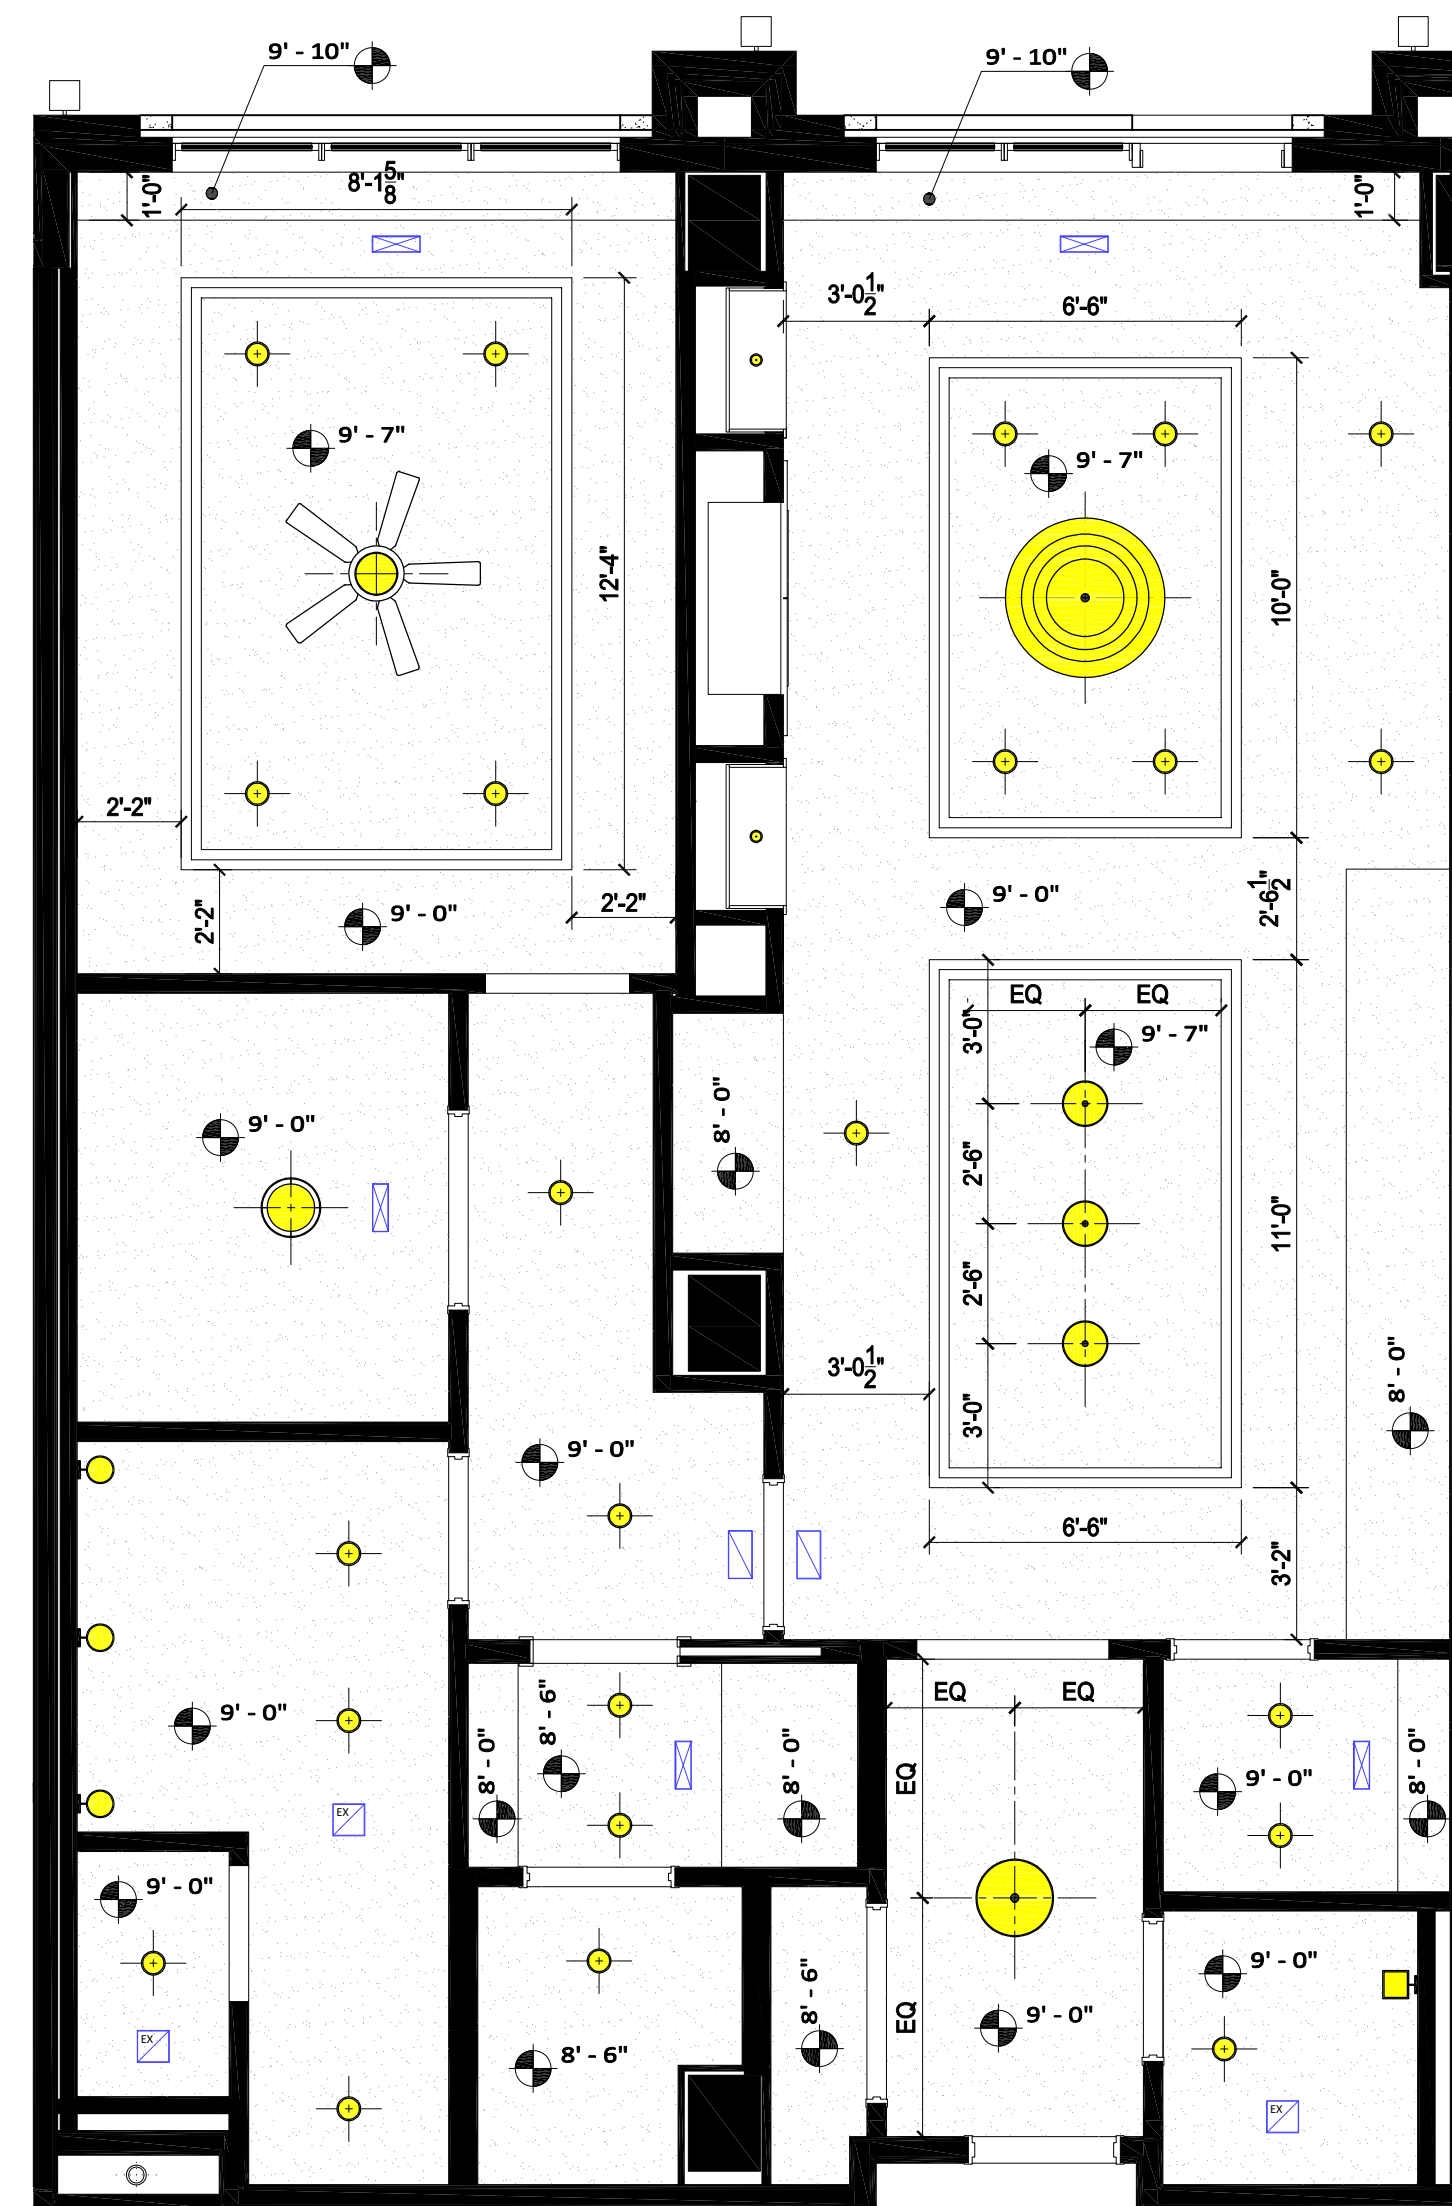 9' - 10"
9' - 10"
1'-0"
8'-1 5/8"
1'-0"
3'-0 1/2"
6'-6"
9' - 7"
9' - 7"
12'-4"
10'-0"
2'-2"
2'-2"
9' - 0"
2'-2"
9' - 0"
2'-6 1/2"
EQ
EQ
3'-0"
9' - 7"
9' - 0"
8' - 0"
2'-6"
11'-0"
2'-6"
3'-0 1/2"
8' - 0"
3'-0"
9' - 0"
6'-6"
3'-2"
9' - 0"
8' - 0"
8' - 6"
8' - 0"
EQ
EQ
EQ
9' - 0"
8' - 0"
EX
9' - 0"
9' - 0"
8' - 6"
EQ
9' - 0"
EX
8' - 6"
EX